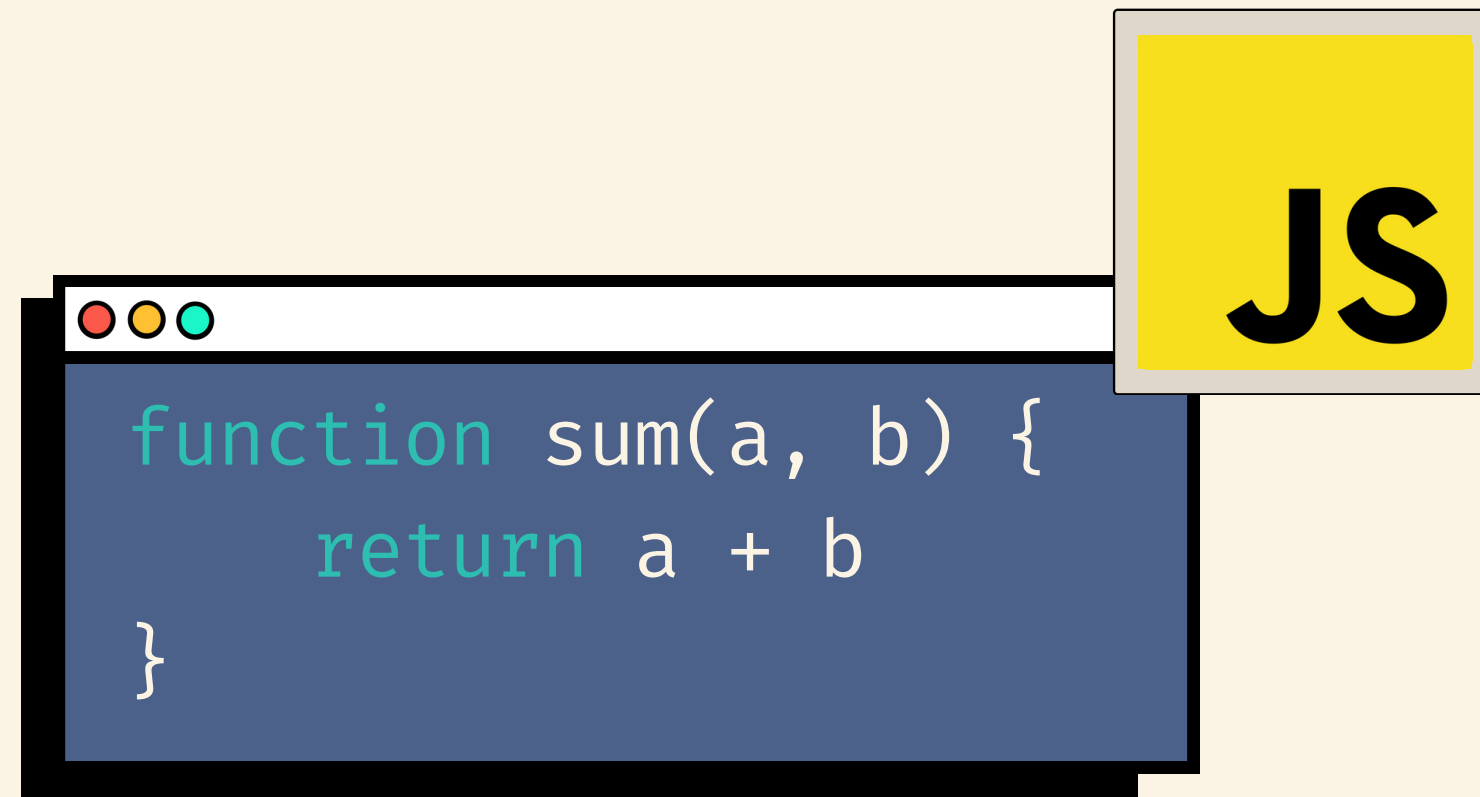 JS
function sum(a, b) {
    return a + b
}